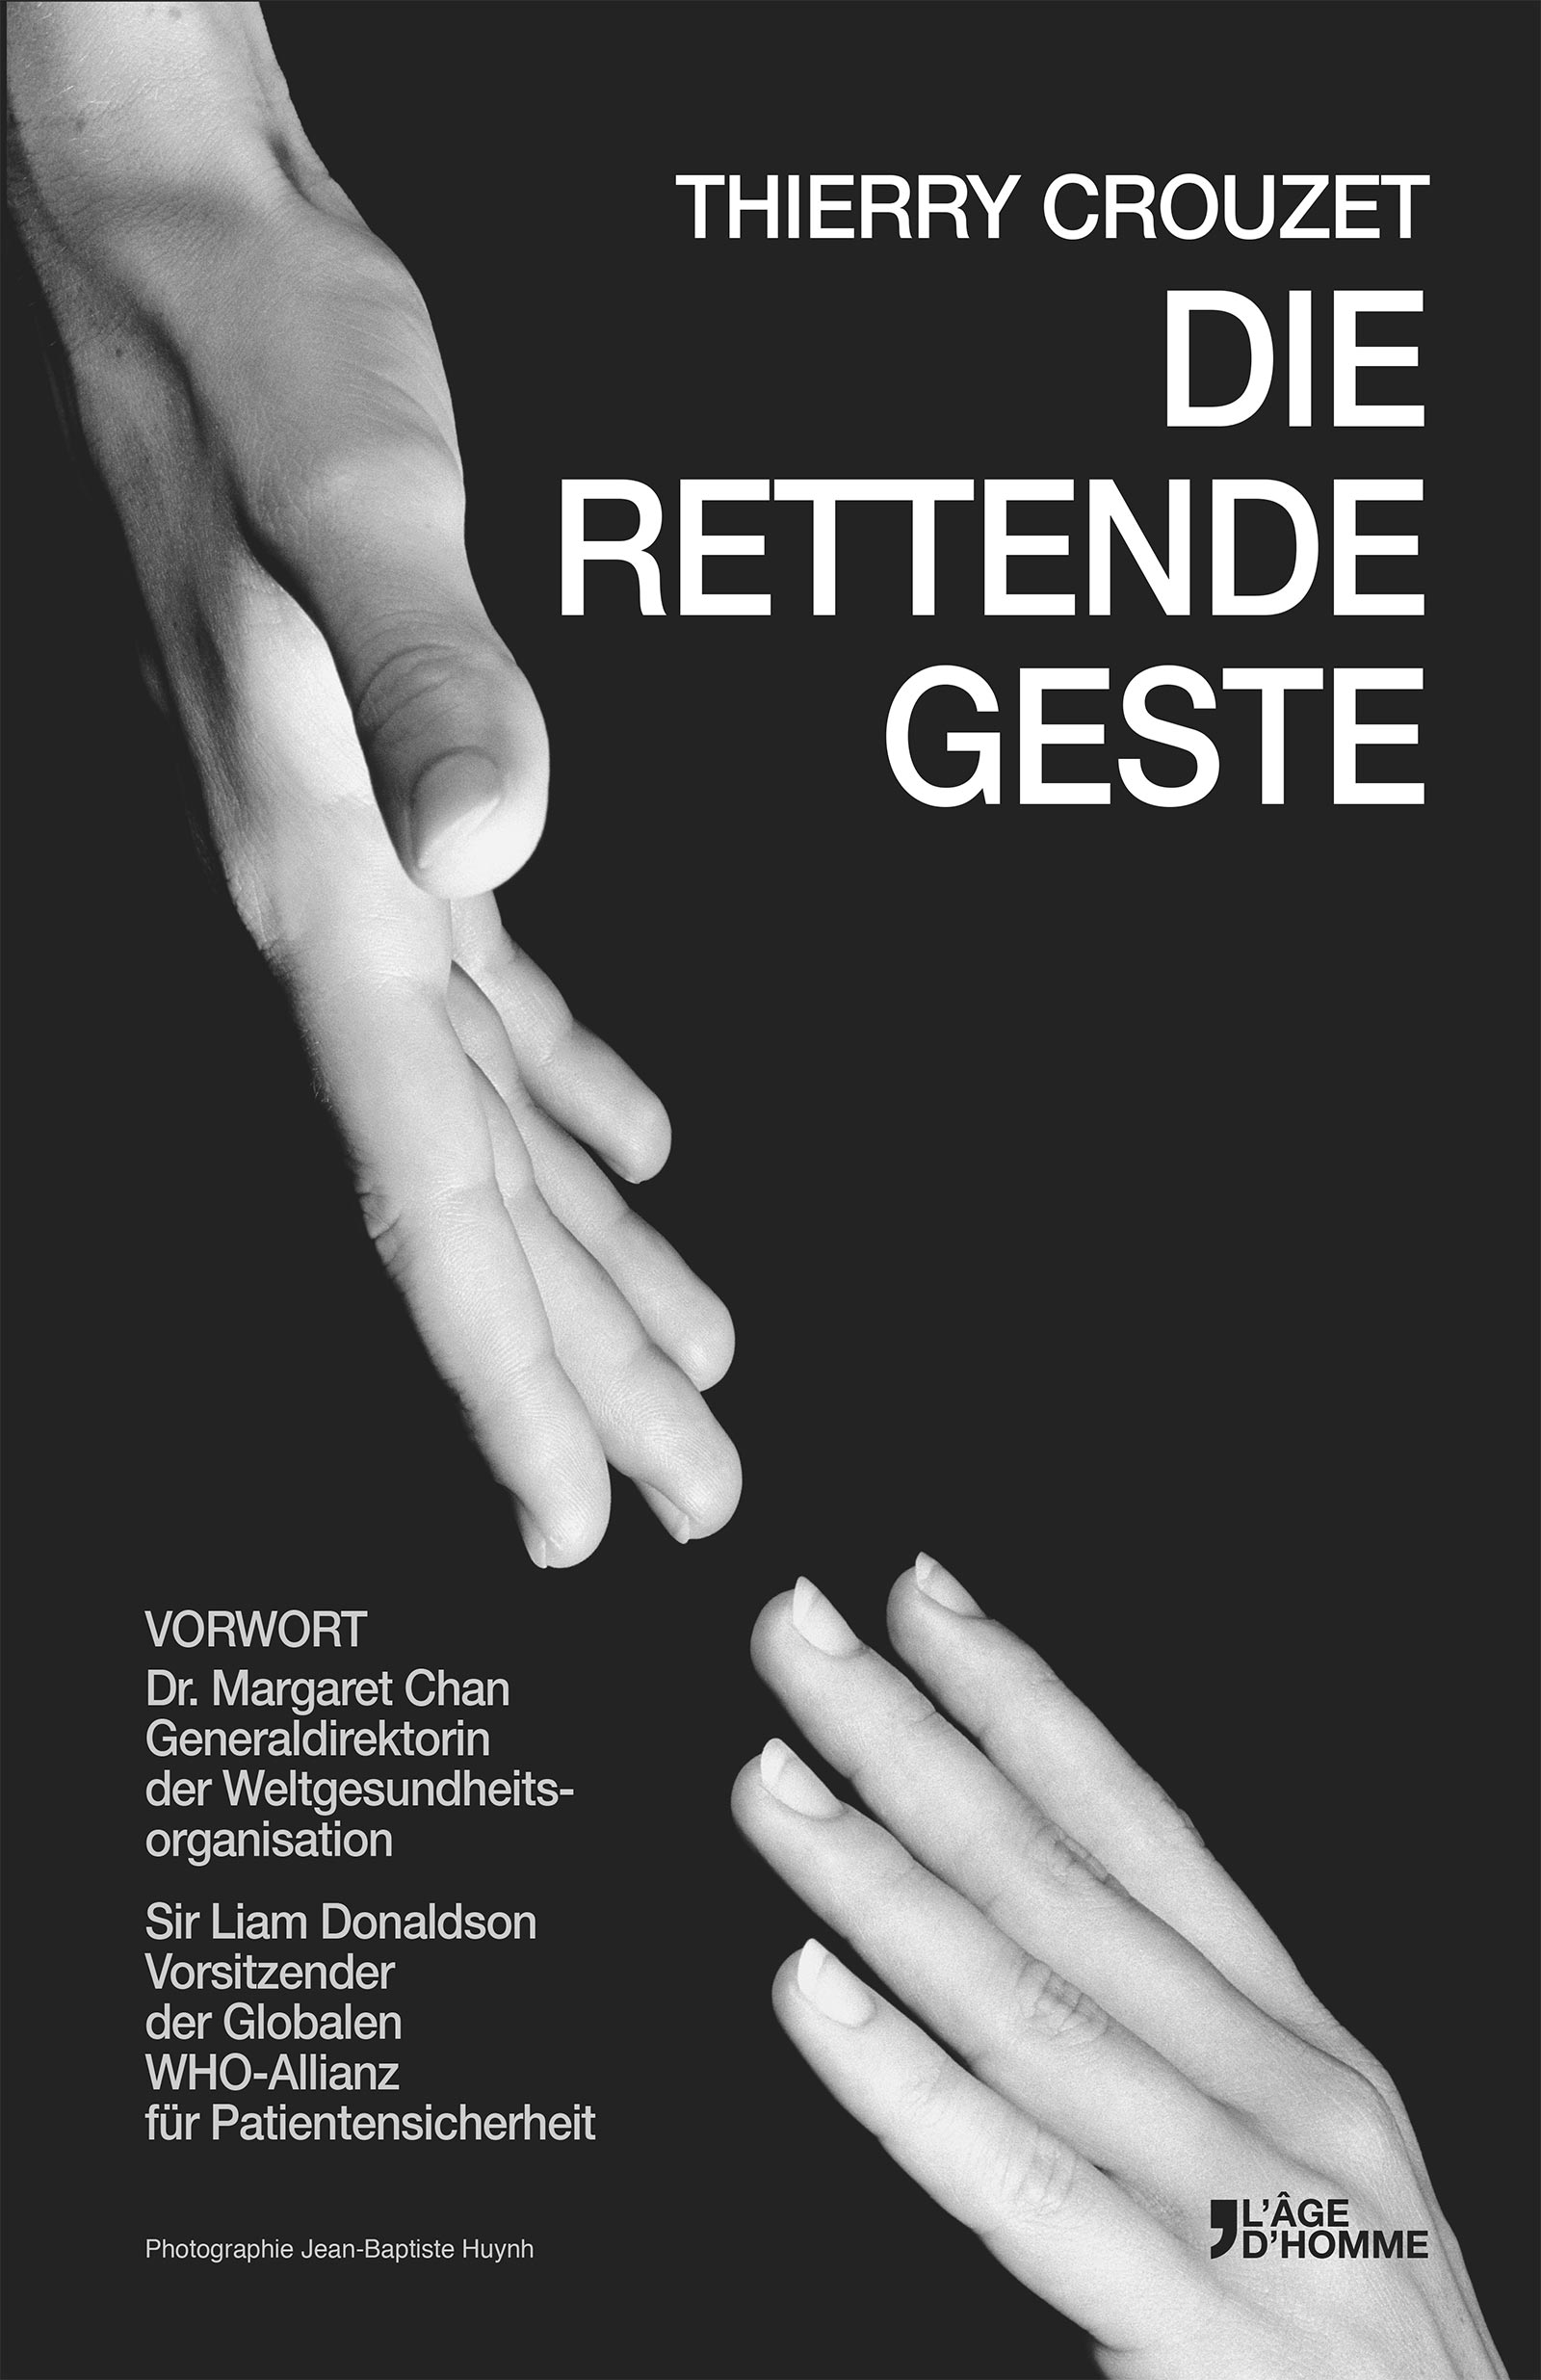 THIERRY CROUZET
DIE
RETTENDE
GESTE
VORWORT
Dr. Margaret Chan
Generaldirektorin
der Weltgesundheits-
organisation
Sir Liam Donaldson
Vorsitzender
der Globalen
WHO-Allianz
für Patientensicherheit
Photographie Jean-Baptiste Huynh
L’ÂGE
D’HOMME